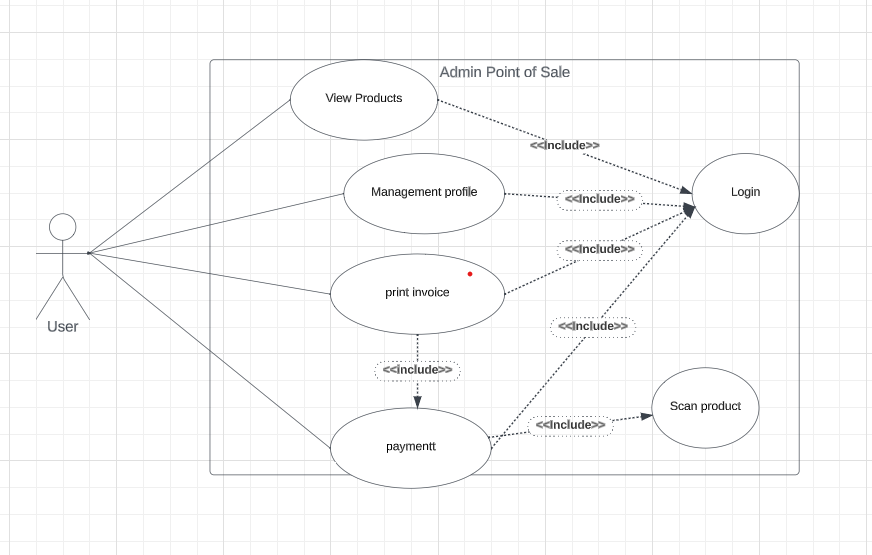 Admin Point of Sale
View Products
<<Include>>
Management profile
<<Include>>
Login
<<Include>>
print invoice
User
<<Include>>
<<include>>
Scan product
<<Include>>
paymentt